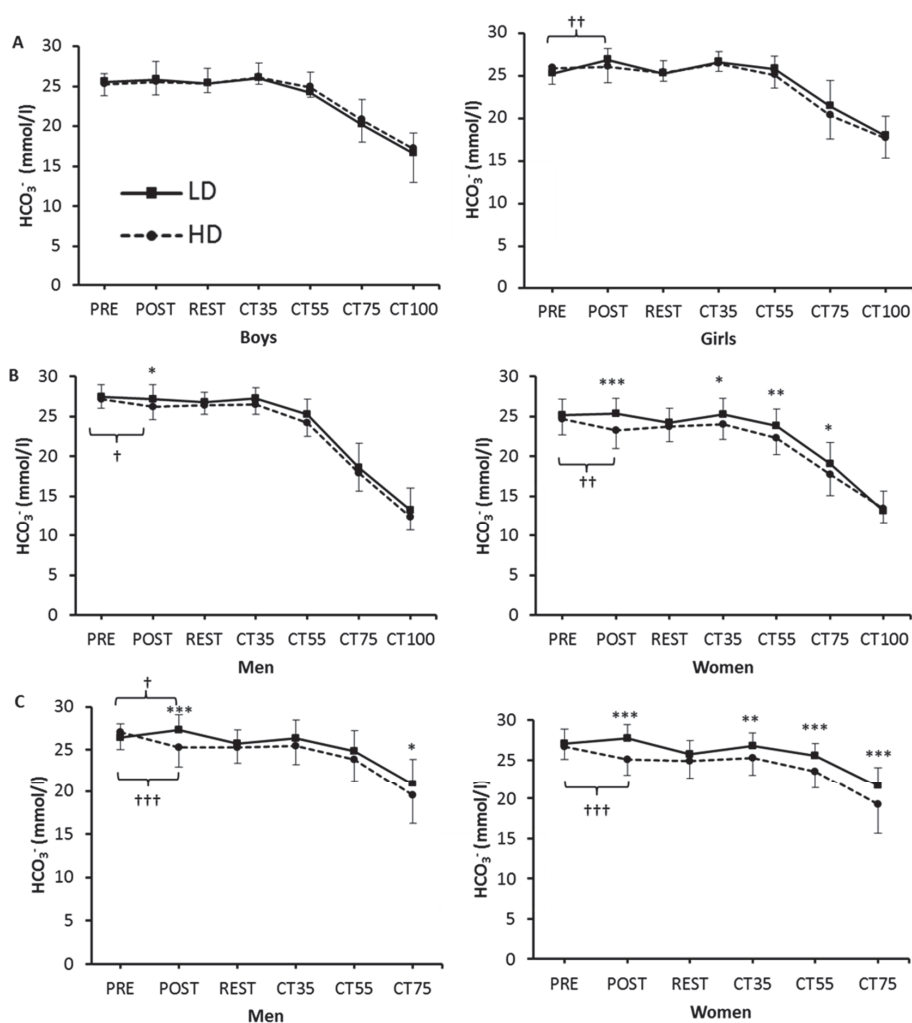 A
HCO₃⁻ (mmol/l)
30
25
20
15
10
5
0
LD
HD
PRE POST REST CT35 CT55 CT75 CT100
Boys
††
HCO₃⁻ (mmol/l)
30
25
20
15
10
5
0
PRE POST REST CT35 CT55 CT75 CT100
Girls
B
HCO₃⁻ (mmol/l)
30
25
20
15
10
5
0
*
†
PRE POST REST CT35 CT55 CT75 CT100
Men
HCO₃⁻ (mmol/l)
30
25
20
15
10
5
0
*** * ** *
††
PRE POST REST CT35 CT55 CT75 CT100
Women
C
HCO₃⁻ (mmol/l)
30
25
20
15
10
5
0
†
*** *
†††
PRE POST REST CT35 CT55 CT75
Men
HCO₃⁻ (mmol/l)
30
25
20
15
10
5
0
*** ** *** ***
†††
PRE POST REST CT35 CT55 CT75
Women